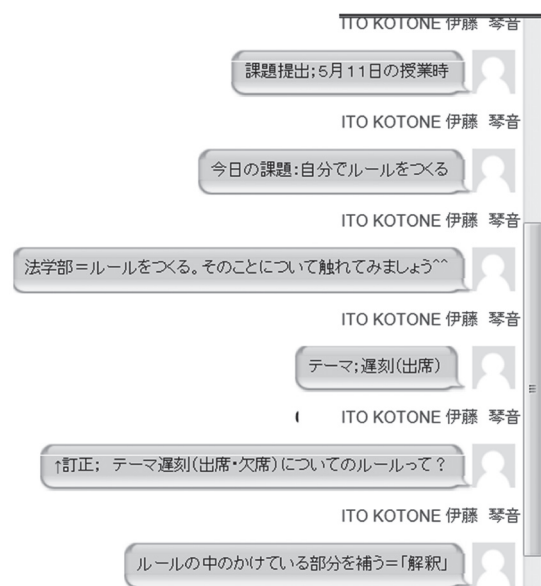 ITO KOTONE 伊藤 琴音
課題提出;5月11日の授業時
ITO KOTONE 伊藤 琴音
今日の課題:自分でルールをつくる
ITO KOTONE 伊藤 琴音
法学部=ルールをつくる。そのことについて触れてみましょう^^
ITO KOTONE 伊藤 琴音
テーマ;遅刻(出席)
ITO KOTONE 伊藤 琴音
↑訂正; テーマ遅刻(出席・欠席)についてのルールって?
ITO KOTONE 伊藤 琴音
ルールの中のかけている部分を補う=「解釈」